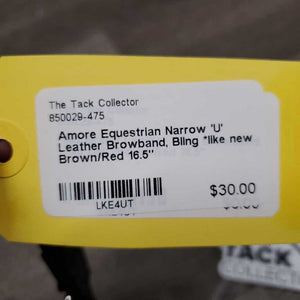 The Tack Collector
850029-475
Amore Equestrian Narrow 'U'
Leather Browband, Bling *like new
Brown/Red 16.5"
$30.00
LKE4UT
TACK
COLLEC